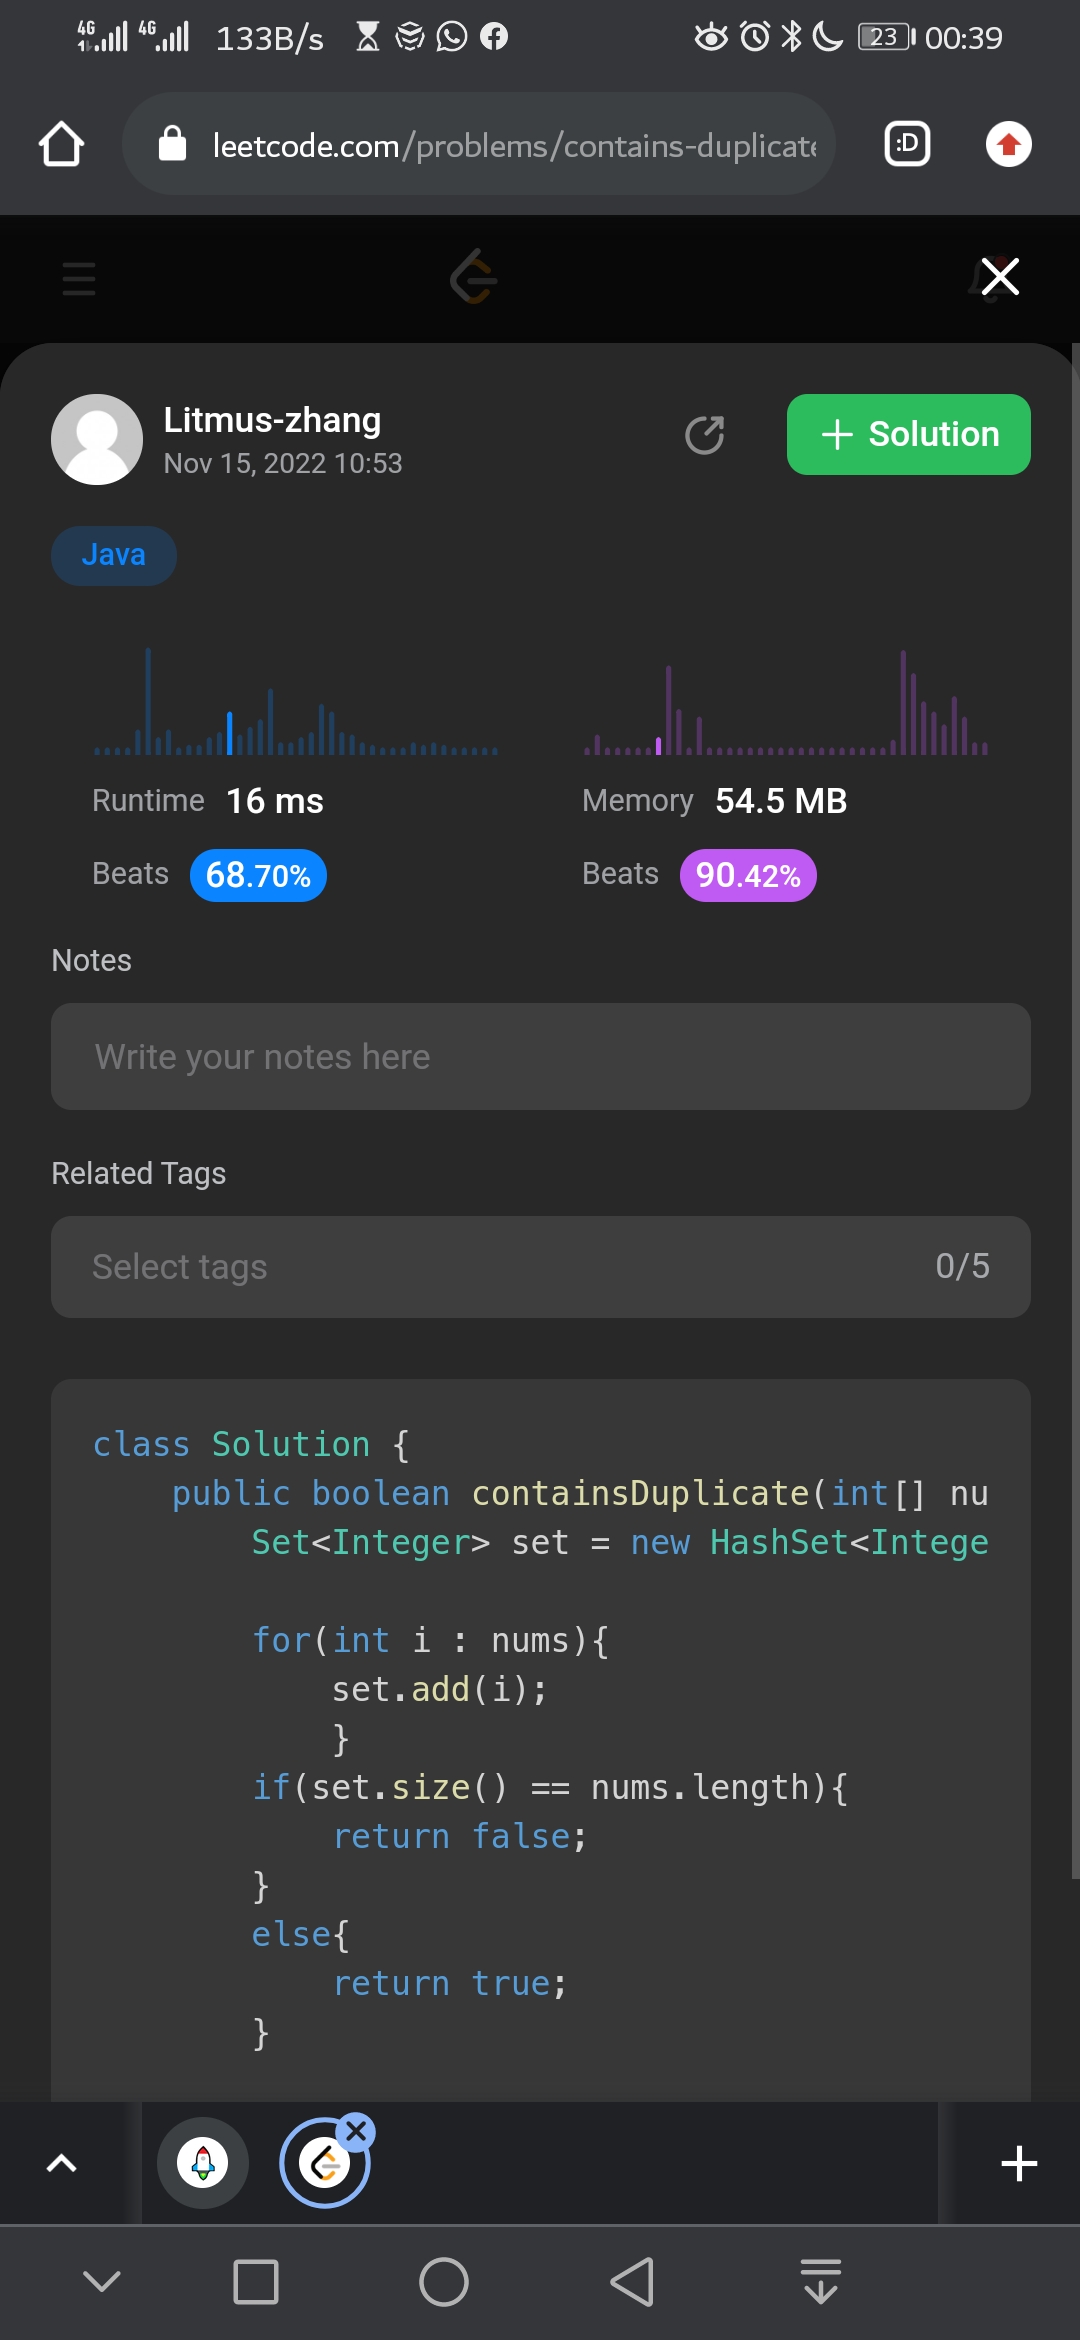 4G 4G 133B/s 23 00:39
leetcode.com/problems/contains-duplicate
:D
Litmus-zhang
Nov 15, 2022 10:53
+ Solution
Java
Runtime 16 ms
Memory 54.5 MB
Beats 68.70%
Beats 90.42%
Notes
Write your notes here
Related Tags
Select tags 0/5
class Solution {
    public boolean containsDuplicate(int[] nu
        Set<Integer> set = new HashSet<Intege
        for(int i : nums){
            set.add(i);
            }
        if(set.size() == nums.length){
            return false;
        }
        else{
            return true;
        }